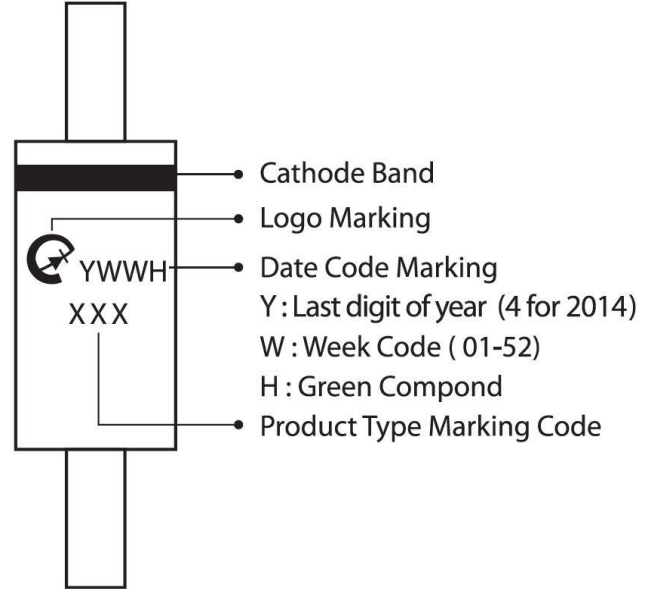 Cathode Band
Logo Marking
YWWH
Date Code Marking
XXX
Y : Last digit of year (4 for 2014)
W : Week Code ( 01-52)
H : Green Compond
Product Type Marking Code